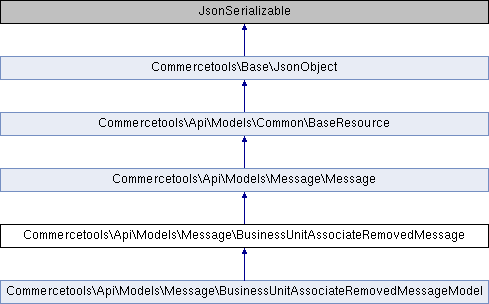 JsonSerializable
Commercetools\Base\JsonObject
Commercetools\Api\Models\Common\BaseResource
Commercetools\Api\Models\Message\Message
Commercetools\Api\Models\Message\BusinessUnitAssociateRemovedMessage
Commercetools\Api\Models\Message\BusinessUnitAssociateRemovedMessageModel